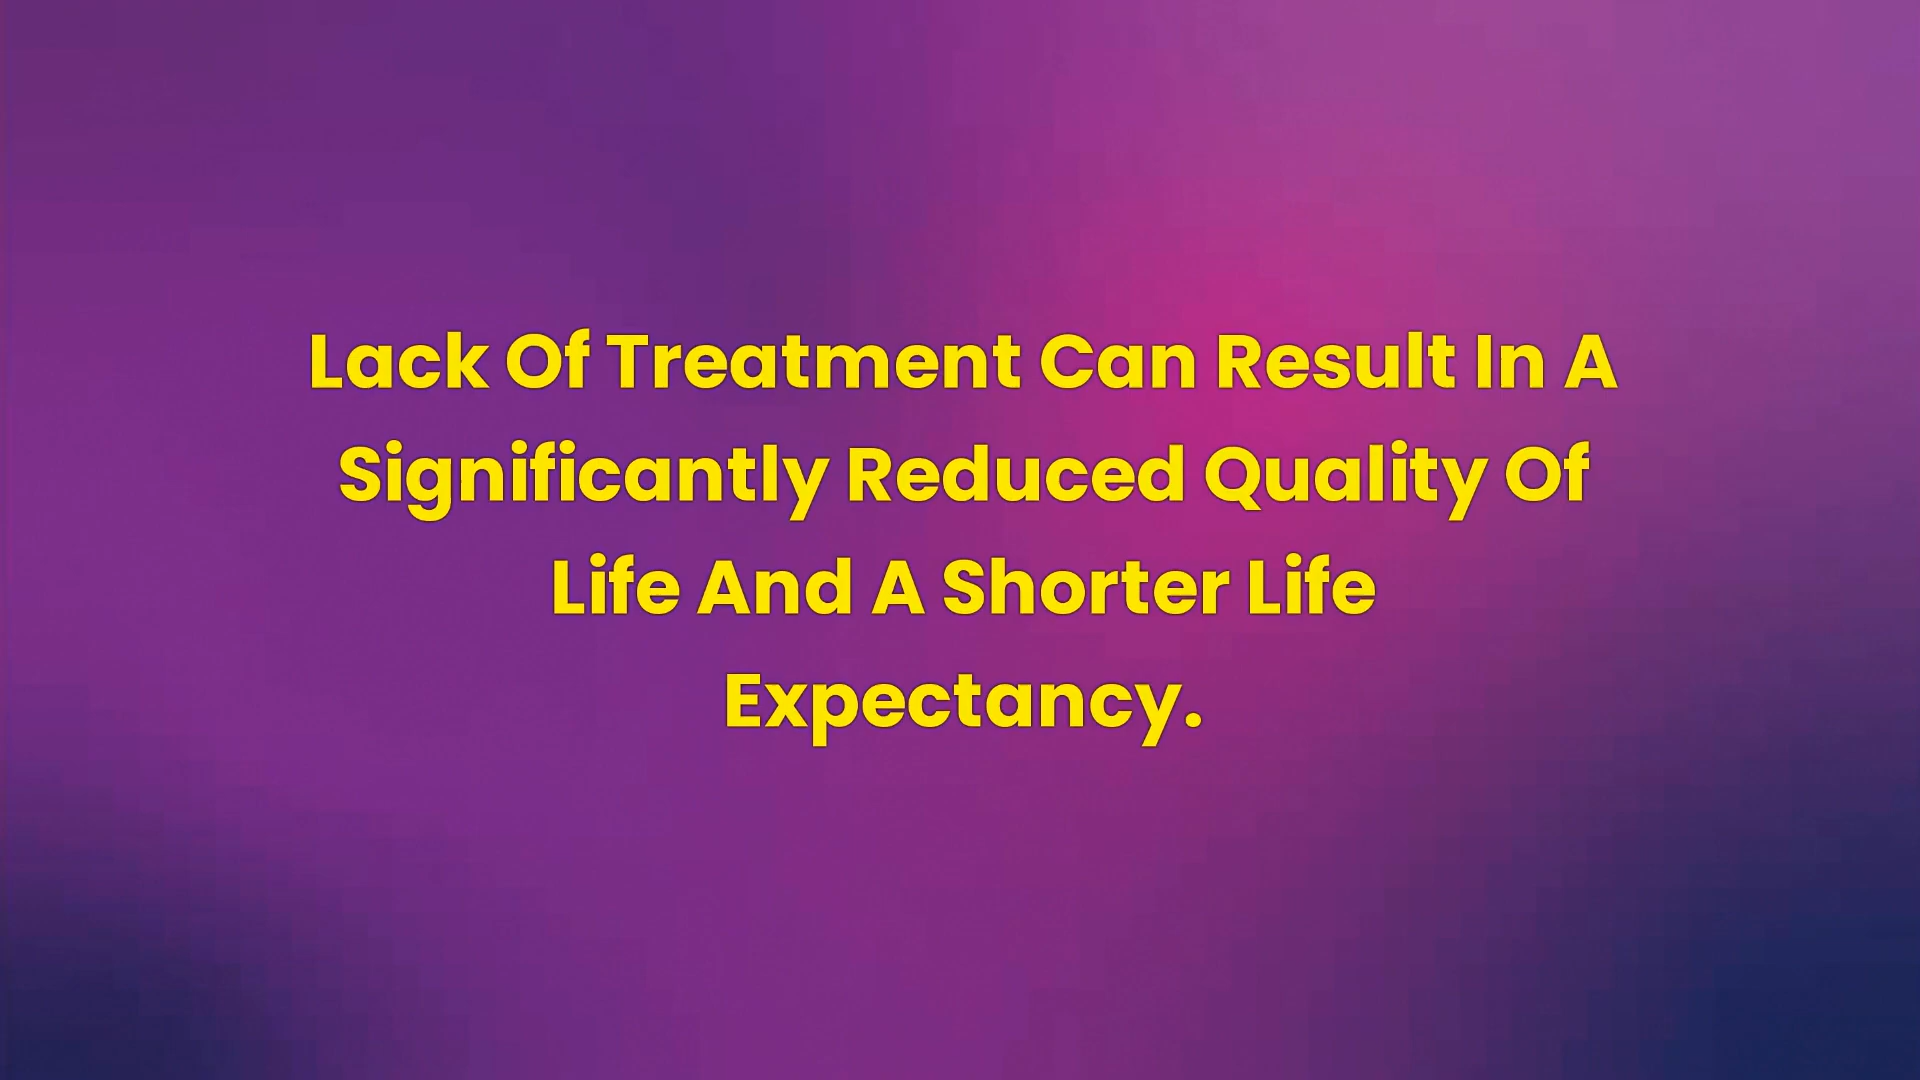 Lack Of Treatment Can Result In A
Significantly Reduced Quality Of
Life And A Shorter Life
Expectancy.